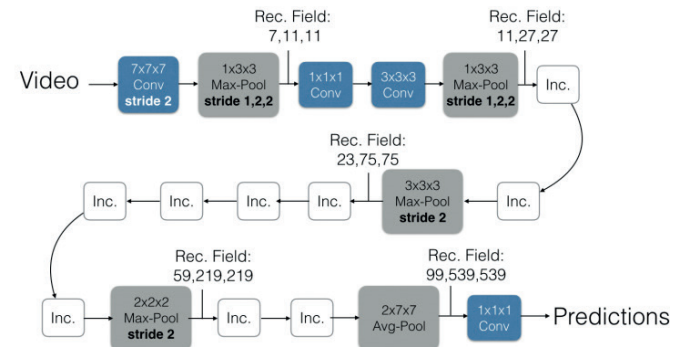 Rec. Field:
7,11,11
Rec. Field:
11,27,27
Video
7x7x7
Conv
stride 2
1x3x3
Max-Pool
stride 1,2,2
1x1x1
Conv
3x3x3
Conv
1x3x3
Max-Pool
stride 1,2,2
Inc.
Rec. Field:
23,75,75
Inc.
Inc.
Inc.
Inc.
3x3x3
Max-Pool
stride 2
Inc.
Rec. Field:
59,219,219
Rec. Field:
99,539,539
Inc.
2x2x2
Max-Pool
stride 2
Inc.
Inc.
2x7x7
Avg-Pool
1x1x1
Conv
Predictions